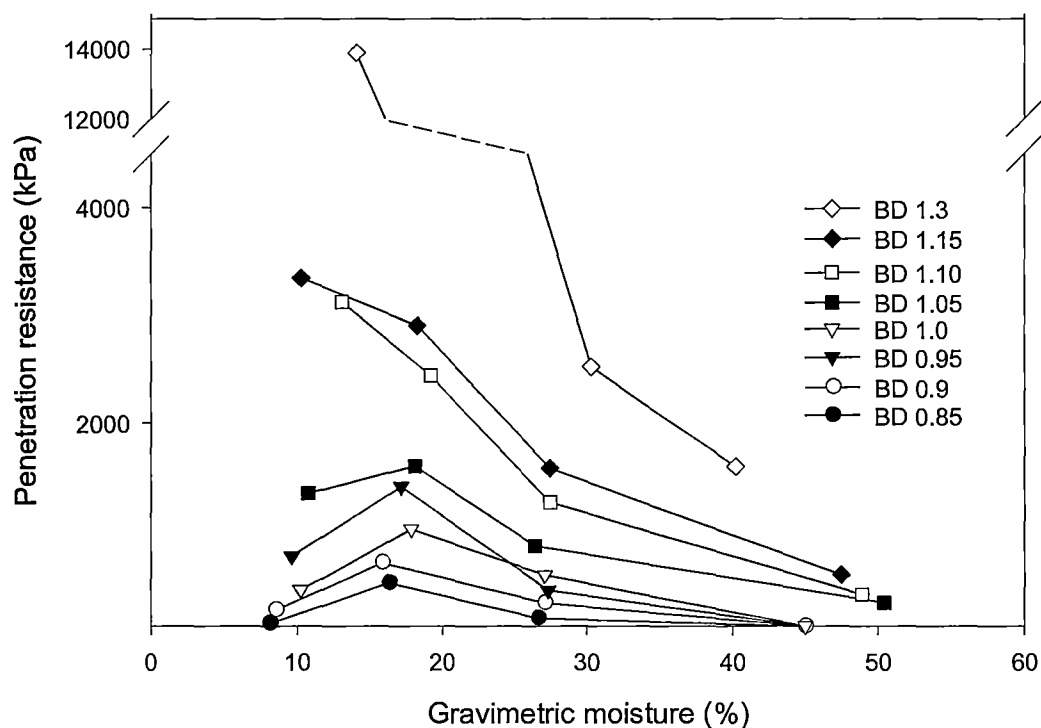 14000
12000
4000
2000
Penetration resistance (kPa)
BD 1.3
BD 1.15
BD 1.10
BD 1.05
BD 1.0
BD 0.95
BD 0.9
BD 0.85
0 10 20 30 40 50 60
Gravimetric moisture (%)